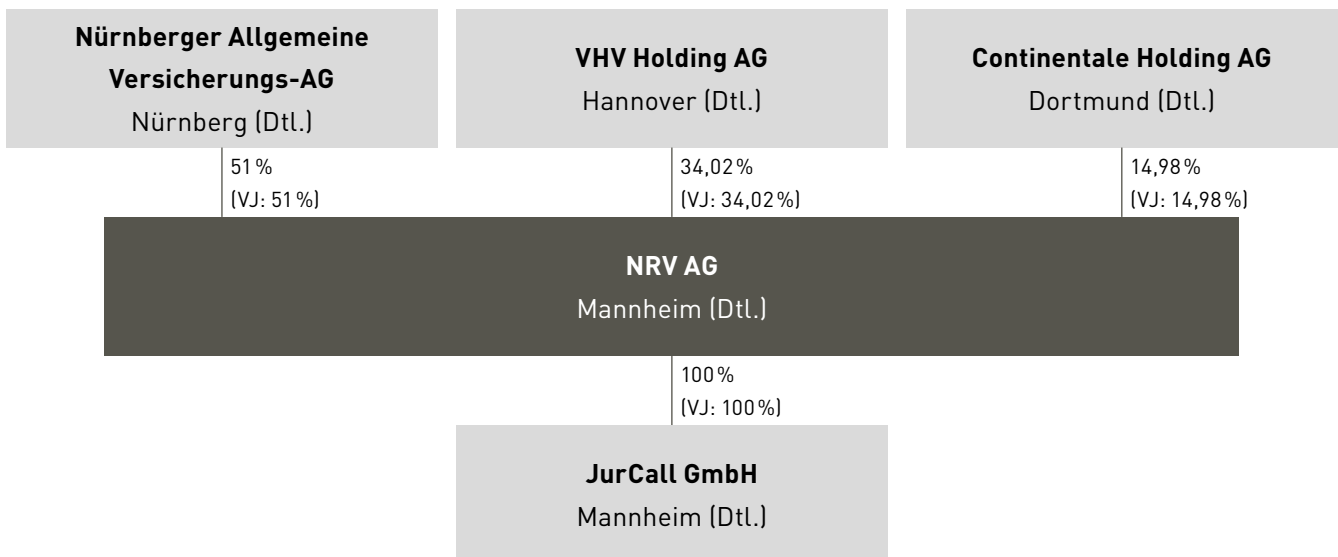 Nürnberger Allgemeine
Versicherungs-AG
Nürnberg (Dtl.)
VHV Holding AG
Hannover (Dtl.)
Continentale Holding AG
Dortmund (Dtl.)
51 %
(VJ: 51 %)
34,02 %
(VJ: 34,02 %)
14,98 %
(VJ: 14,98 %)
NRV AG
Mannheim (Dtl.)
100 %
(VJ: 100 %)
JurCall GmbH
Mannheim (Dtl.)